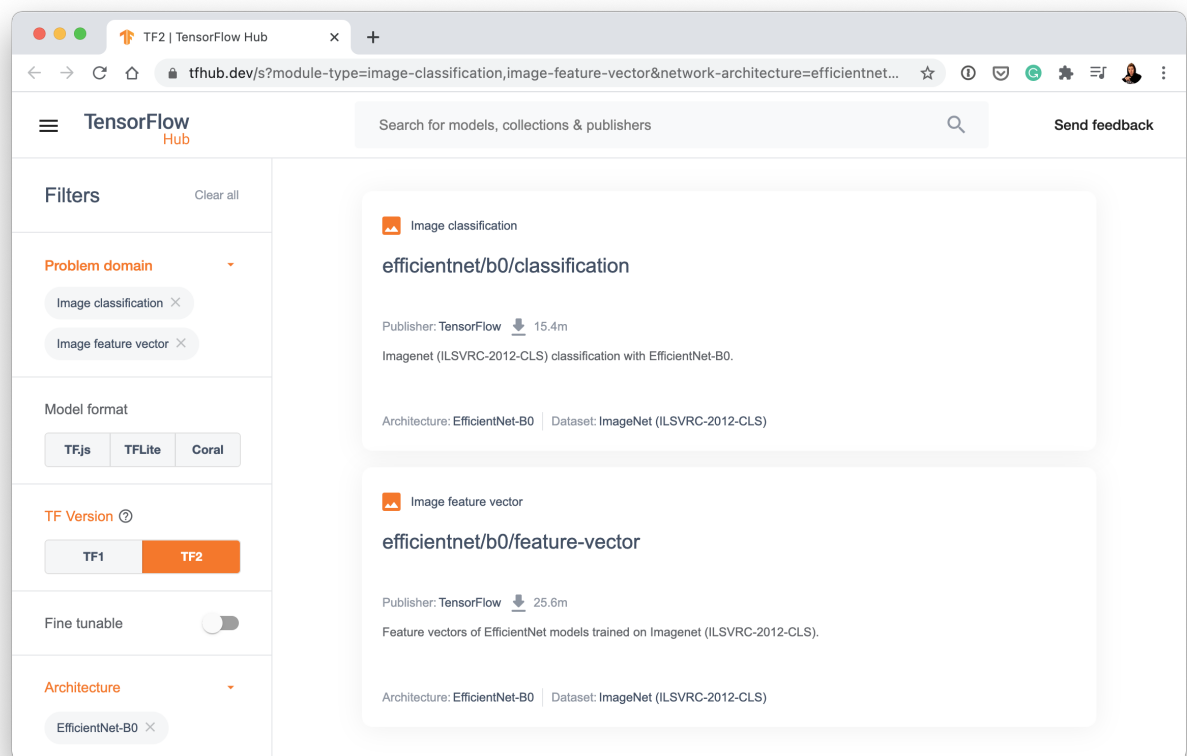 TF2 | TensorFlow Hub
tfhub.dev/s?module-type=image-classification,image-feature-vector&network-architecture=efficientnet...
TensorFlow
Hub
Search for models, collections & publishers
Send feedback
Filters
Clear all
Problem domain
Image classification
Image feature vector
Model format
TF.js
TFLite
Coral
TF Version
TF1
TF2
Fine tunable
Architecture
EfficientNet-B0
Image classification
efficientnet/b0/classification
Publisher: TensorFlow 15.4m
Imagenet (ILSVRC-2012-CLS) classification with EfficientNet-B0.
Architecture: EfficientNet-B0 Dataset: ImageNet (ILSVRC-2012-CLS)
Image feature vector
efficientnet/b0/feature-vector
Publisher: TensorFlow 25.6m
Feature vectors of EfficientNet models trained on Imagenet (ILSVRC-2012-CLS).
Architecture: EfficientNet-B0 Dataset: ImageNet (ILSVRC-2012-CLS)